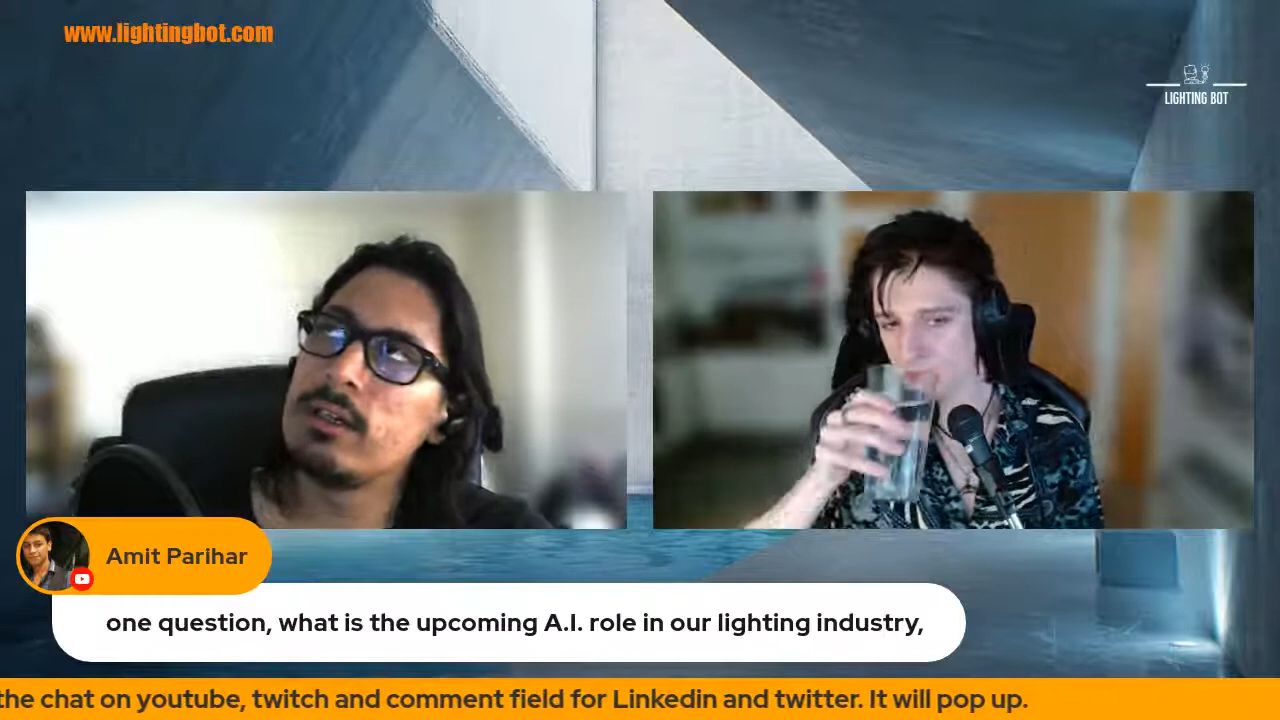 www.lightingbot.com
LIGHTING BOT
Amit Parihar
one question, what is the upcoming A.I. role in our lighting industry,
the chat on youtube, twitch and comment field for Linkedin and twitter. It will pop up.